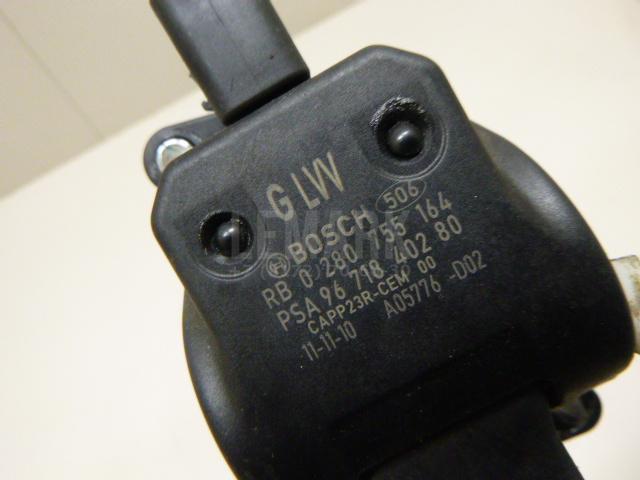 GLW
BOSCH 506
RB 0 280 755 164
PSA 96 718 402 80
CAPP23R-CEM 00
11-11-10 A05776 -D02